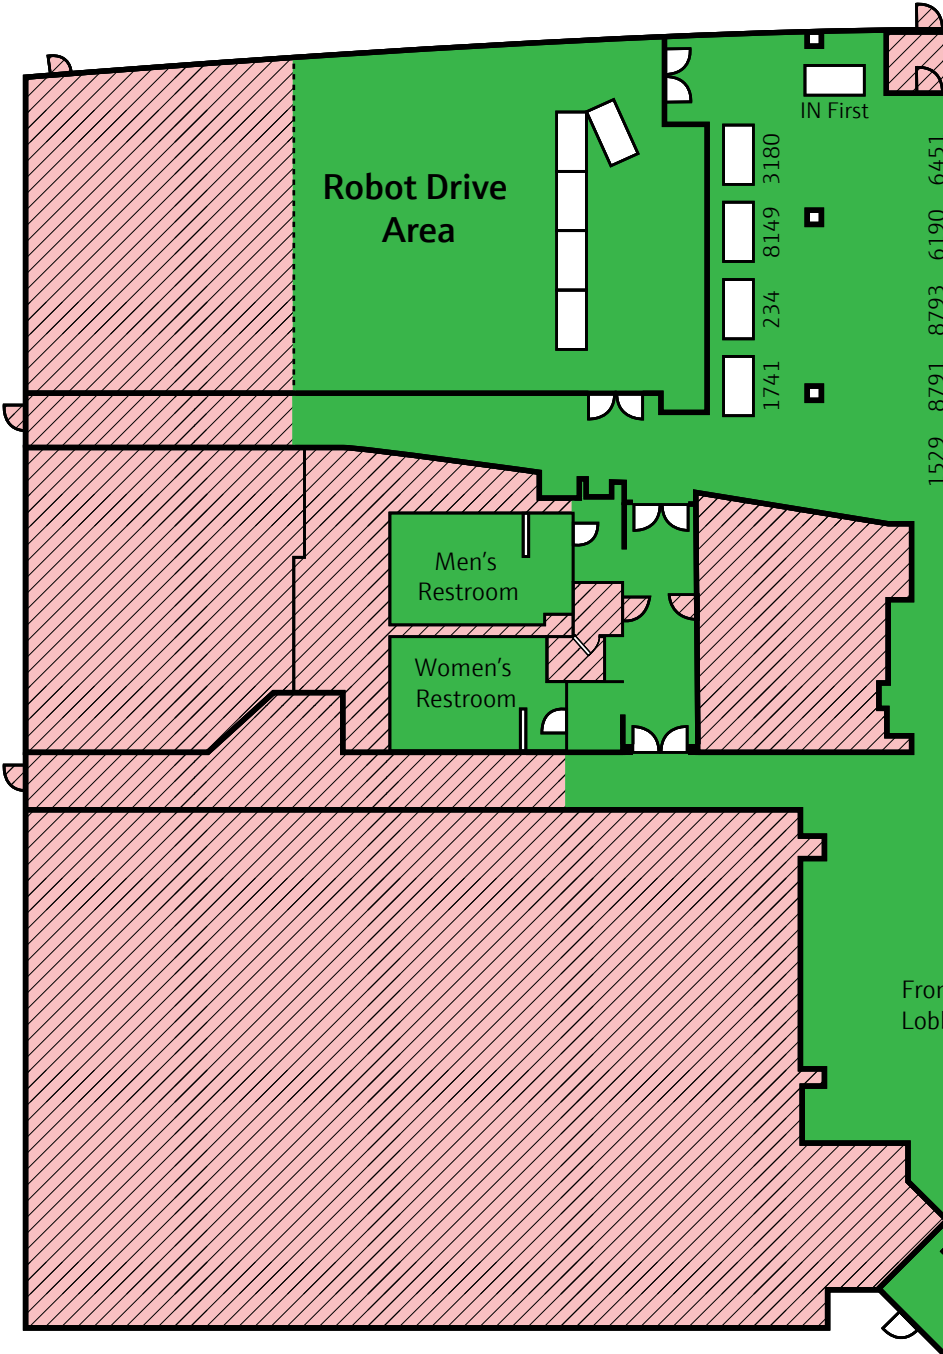 IN First
3180
6451
Robot Drive
Area
8149
6190
234
8793
1741
8791
1529
Men's
Restroom
Women's
Restroom